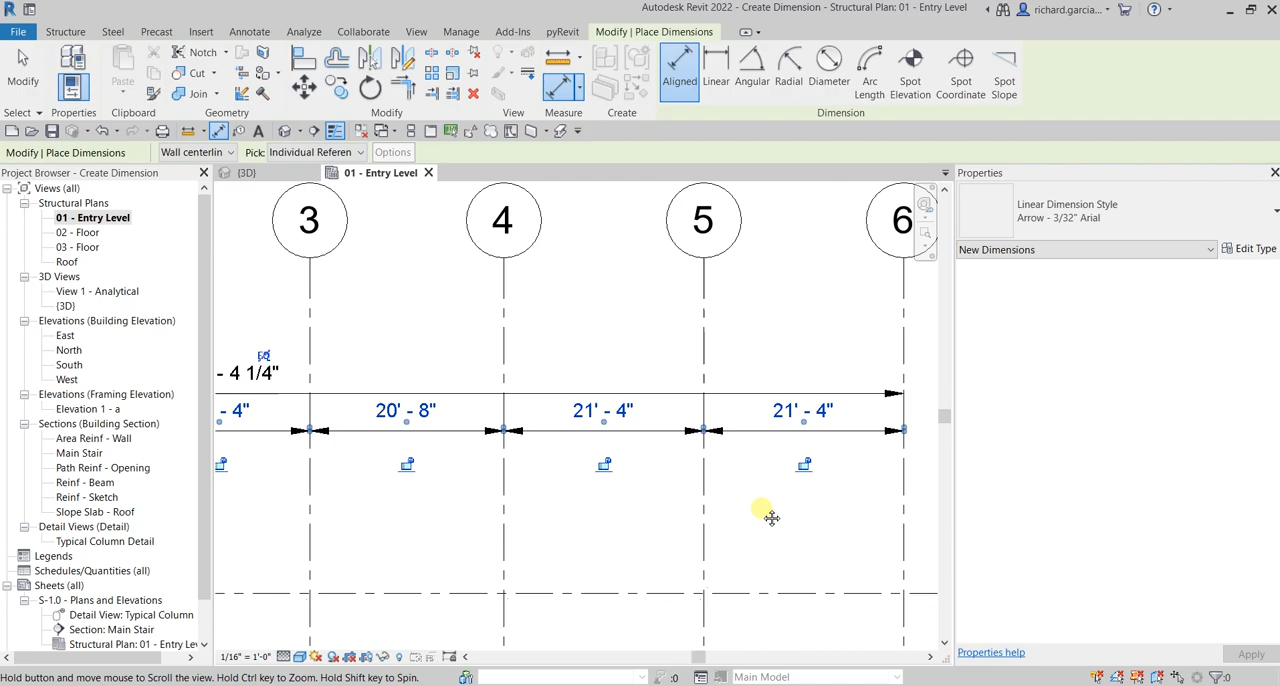 Autodesk Revit 2022 - Create Dimension - Structural Plan: 01 - Entry Level
richard.garcia...
File Structure Steel Precast Insert Annotate Analyze Collaborate View Manage Add-Ins pyRevit Modify | Place Dimensions
Modify
Paste
Notch
Cut
Join
Aligned Linear Angular Radial Diameter Arc Length Spot Elevation Spot Coordinate Spot Slope
Select Properties Clipboard Geometry Modify View Measure Create Dimension
Modify | Place Dimensions Wall centerlin Pick: Individual Referen Options
Project Browser - Create Dimension
{3D}
01 - Entry Level
Properties
Views (all)
Structural Plans
01 - Entry Level
02 - Floor
03 - Floor
Roof
3D Views
View 1 - Analytical
{3D}
Elevations (Building Elevation)
East
North
South
West
Elevations (Framing Elevation)
Elevation 1 - a
Sections (Building Section)
Area Reinf - Wall
Main Stair
Path Reinf - Opening
Reinf - Beam
Reinf - Sketch
Slope Slab - Roof
Detail Views (Detail)
Typical Column Detail
Legends
Schedules/Quantities (all)
Sheets (all)
S-1.0 - Plans and Elevations
Detail View: Typical Column
Section: Main Stair
Structural Plan: 01 - Entry Lev
3 4 5 6
EQ
- 4 1/4"
- 4" 20' - 8" 21' - 4" 21' - 4"
Linear Dimension Style
Arrow - 3/32" Arial
New Dimensions Edit Type
Properties help Apply
1/16" = 1'-0"
Hold button and move mouse to Scroll the view. Hold Ctrl key to Zoom. Hold Shift key to Spin.
:0 Main Model :0